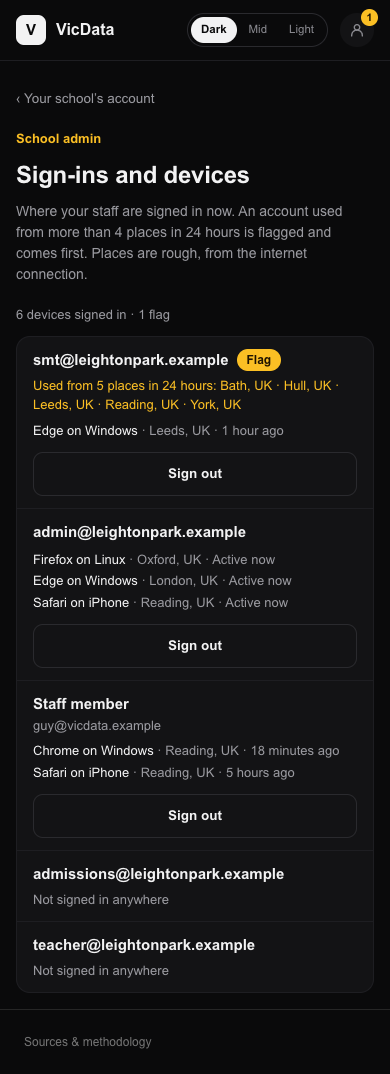 V VicData Dark Mid Light 1
‹ Your school's account
School admin
Sign-ins and devices
Where your staff are signed in now. An account used
from more than 4 places in 24 hours is flagged and
comes first. Places are rough, from the internet
connection.
6 devices signed in · 1 flag
smt@leightonpark.example Flag
Used from 5 places in 24 hours: Bath, UK · Hull, UK ·
Leeds, UK · Reading, UK · York, UK
Edge on Windows · Leeds, UK · 1 hour ago
Sign out
admin@leightonpark.example
Firefox on Linux · Oxford, UK · Active now
Edge on Windows · London, UK · Active now
Safari on iPhone · Reading, UK · Active now
Sign out
Staff member
guy@vicdata.example
Chrome on Windows · Reading, UK · 18 minutes ago
Safari on iPhone · Reading, UK · 5 hours ago
Sign out
admissions@leightonpark.example
Not signed in anywhere
teacher@leightonpark.example
Not signed in anywhere
Sources & methodology